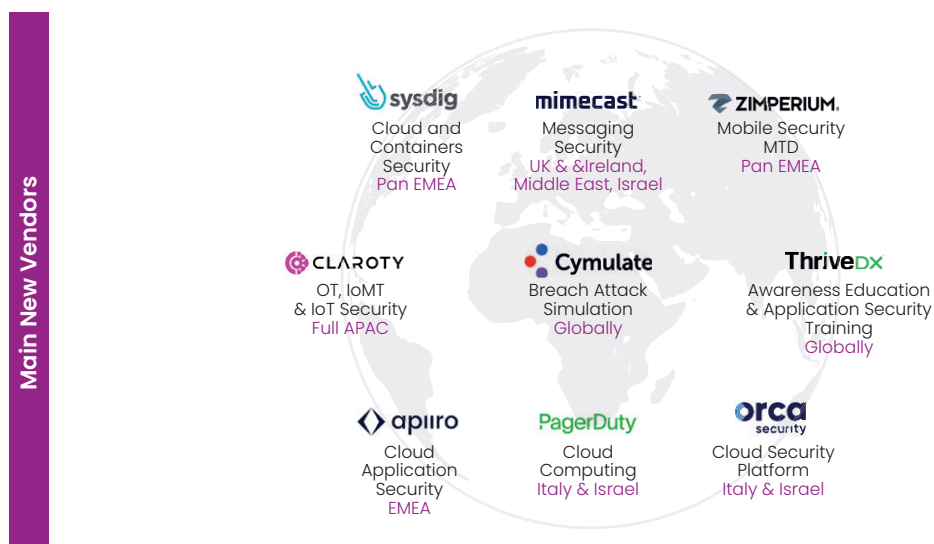 Main New Vendors
sysdig
Cloud and
Containers
Security
Pan EMEA
mimecast
Messaging
Security
UK & &Ireland,
Middle East, Israel
ZIMPERIUM.
Mobile Security
MTD
Pan EMEA
CLAROTY
OT, IoMT
& IoT Security
Full APAC
Cymulate
Breach Attack
Simulation
Globally
ThriveDX
Awareness Education
& Application Security
Training
Globally
apiiro
Cloud
Application
Security
EMEA
PagerDuty
Cloud
Computing
Italy & Israel
orca
security
Cloud Security
Platform
Italy & Israel